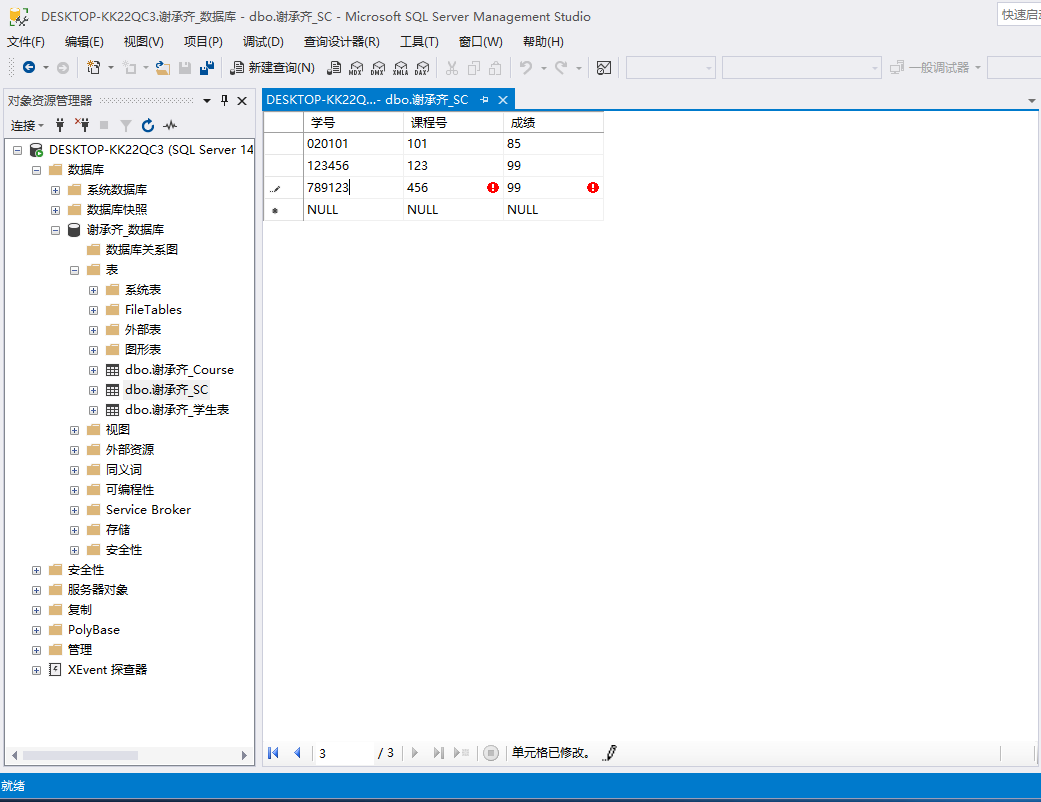 DESKTOP-KK22QC3.谢承齐_数据库 - dbo.谢承齐_SC - Microsoft SQL Server Management Studio
快速启动
文件(F) 编辑(E) 视图(V) 项目(P) 调试(D) 查询设计器(R) 工具(T) 窗口(W) 帮助(H)
新建查询(N) MDX DMX XMLA DAX 一般调试器
对象资源管理器
连接
DESKTOP-KK22QC3 (SQL Server 14
数据库
系统数据库
数据库快照
谢承齐_数据库
数据库关系图
表
系统表
FileTables
外部表
图形表
dbo.谢承齐_Course
dbo.谢承齐_SC
dbo.谢承齐_学生表
视图
外部资源
同义词
可编程性
Service Broker
存储
安全性
安全性
服务器对象
复制
PolyBase
管理
XEvent 探查器
DESKTOP-KK22Q...- dbo.谢承齐_SC
学号 课程号 成绩
020101 101 85
123456 123 99
789123 456 99
NULL NULL NULL
3 / 3 单元格已修改。
就绪